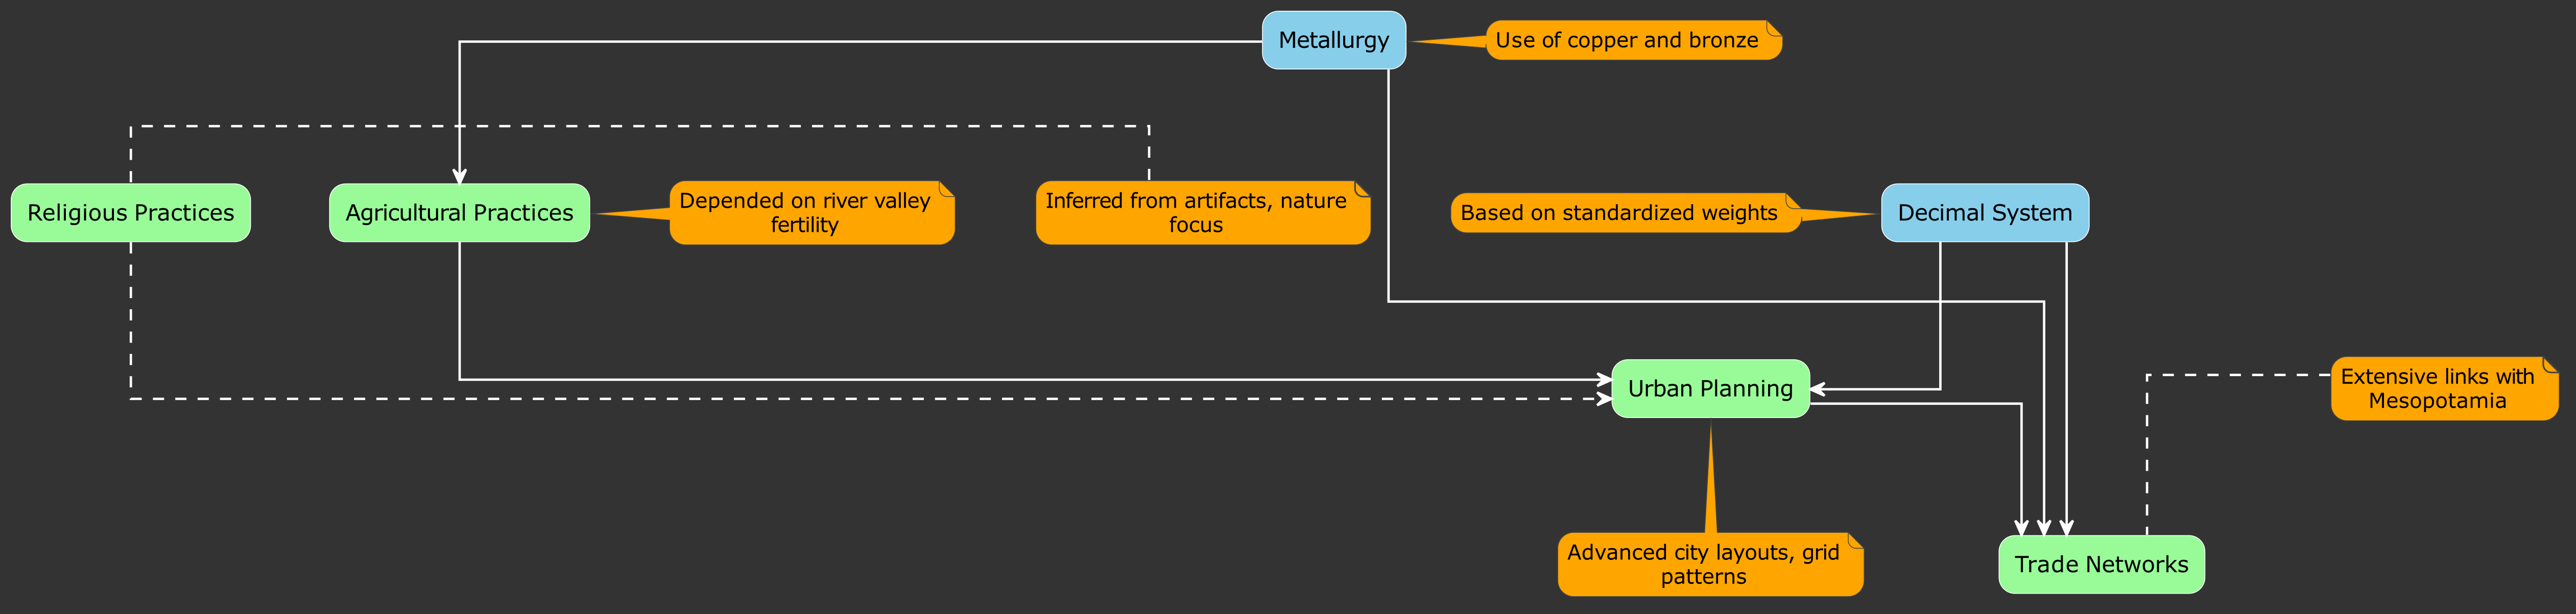 Metallurgy
Use of copper and bronze
Religious Practices
Agricultural Practices
Depended on river valley
fertility
Inferred from artifacts, nature
focus
Based on standardized weights
Decimal System
Urban Planning
Extensive links with
Mesopotamia
Advanced city layouts, grid
patterns
Trade Networks